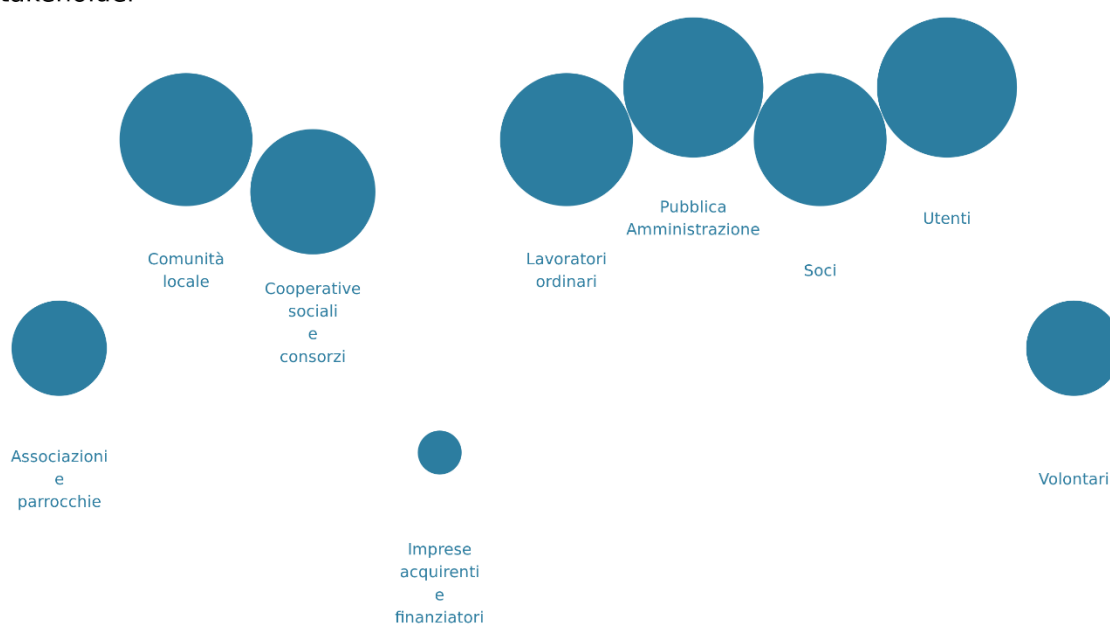 Comunità
locale
Cooperative
sociali
e
consorzi
Lavoratori
ordinari
Pubblica
Amministrazione
Soci
Utenti
Associazioni
e
parrocchie
Imprese
acquirenti
e
finanziatori
Volontari